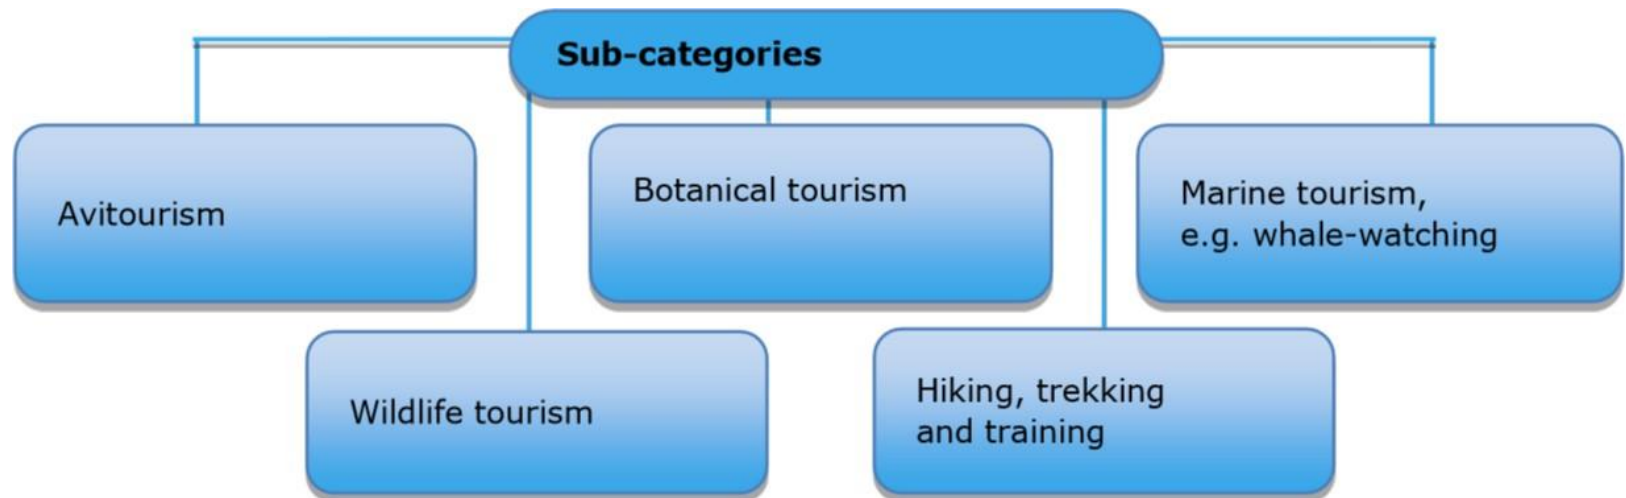 Sub-categories
Avitourism
Botanical tourism
Marine tourism,
e.g. whale-watching
Wildlife tourism
Hiking, trekking
and training